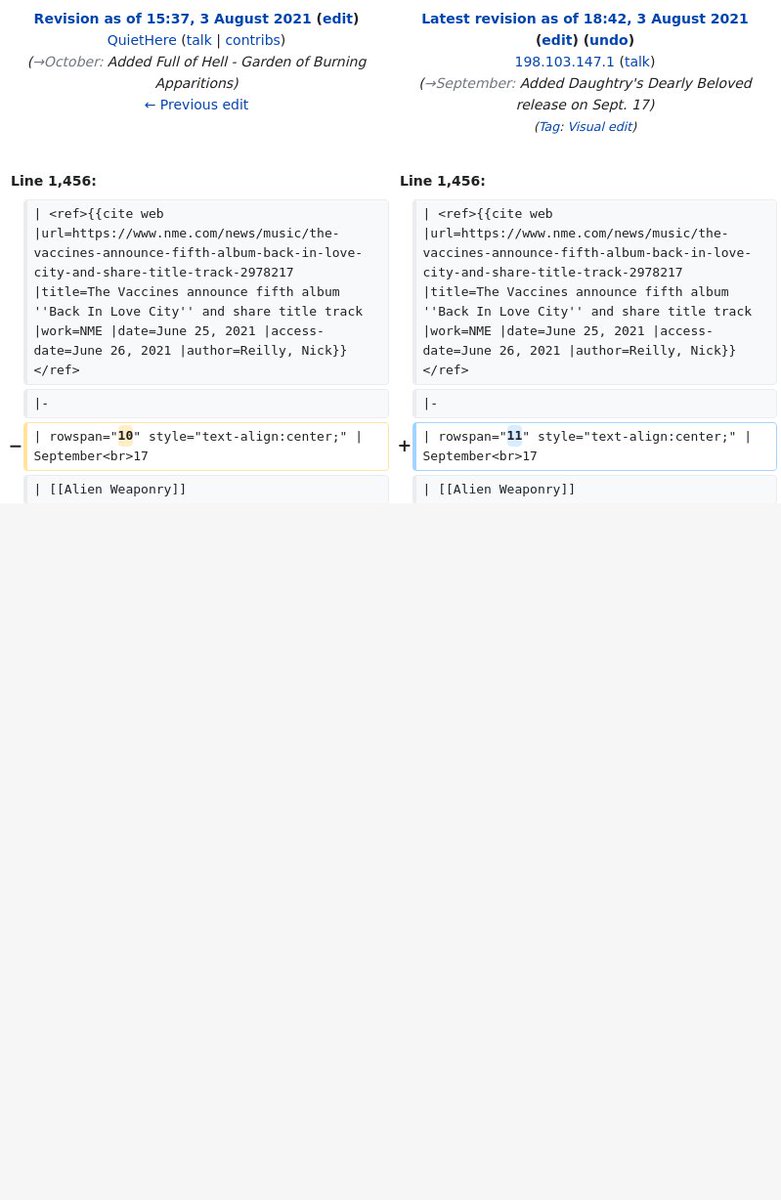 Revision as of 15:37, 3 August 2021 (edit)
QuietHere (talk | contribs)
(→October: Added Full of Hell - Garden of Burning
Apparitions)
← Previous edit
Latest revision as of 18:42, 3 August 2021
(edit) (undo)
198.103.147.1 (talk)
(→September: Added Daughtry's Dearly Beloved
release on Sept. 17)
(Tag: Visual edit)
Line 1,456:
| <ref>{{cite web
|url=https://www.nme.com/news/music/the-
vaccines-announce-fifth-album-back-in-love-
city-and-share-title-track-2978217
|title=The Vaccines announce fifth album
''Back In Love City'' and share title track
|work=NME |date=June 25, 2021 |access-
date=June 26, 2021 |author=Reilly, Nick}}
</ref>
|-
− | rowspan="10" style="text-align:center;" |
September<br>17
| [[Alien Weaponry]]
Line 1,456:
| <ref>{{cite web
|url=https://www.nme.com/news/music/the-
vaccines-announce-fifth-album-back-in-love-
city-and-share-title-track-2978217
|title=The Vaccines announce fifth album
''Back In Love City'' and share title track
|work=NME |date=June 25, 2021 |access-
date=June 26, 2021 |author=Reilly, Nick}}
</ref>
|-
+ | rowspan="11" style="text-align:center;" |
September<br>17
| [[Alien Weaponry]]